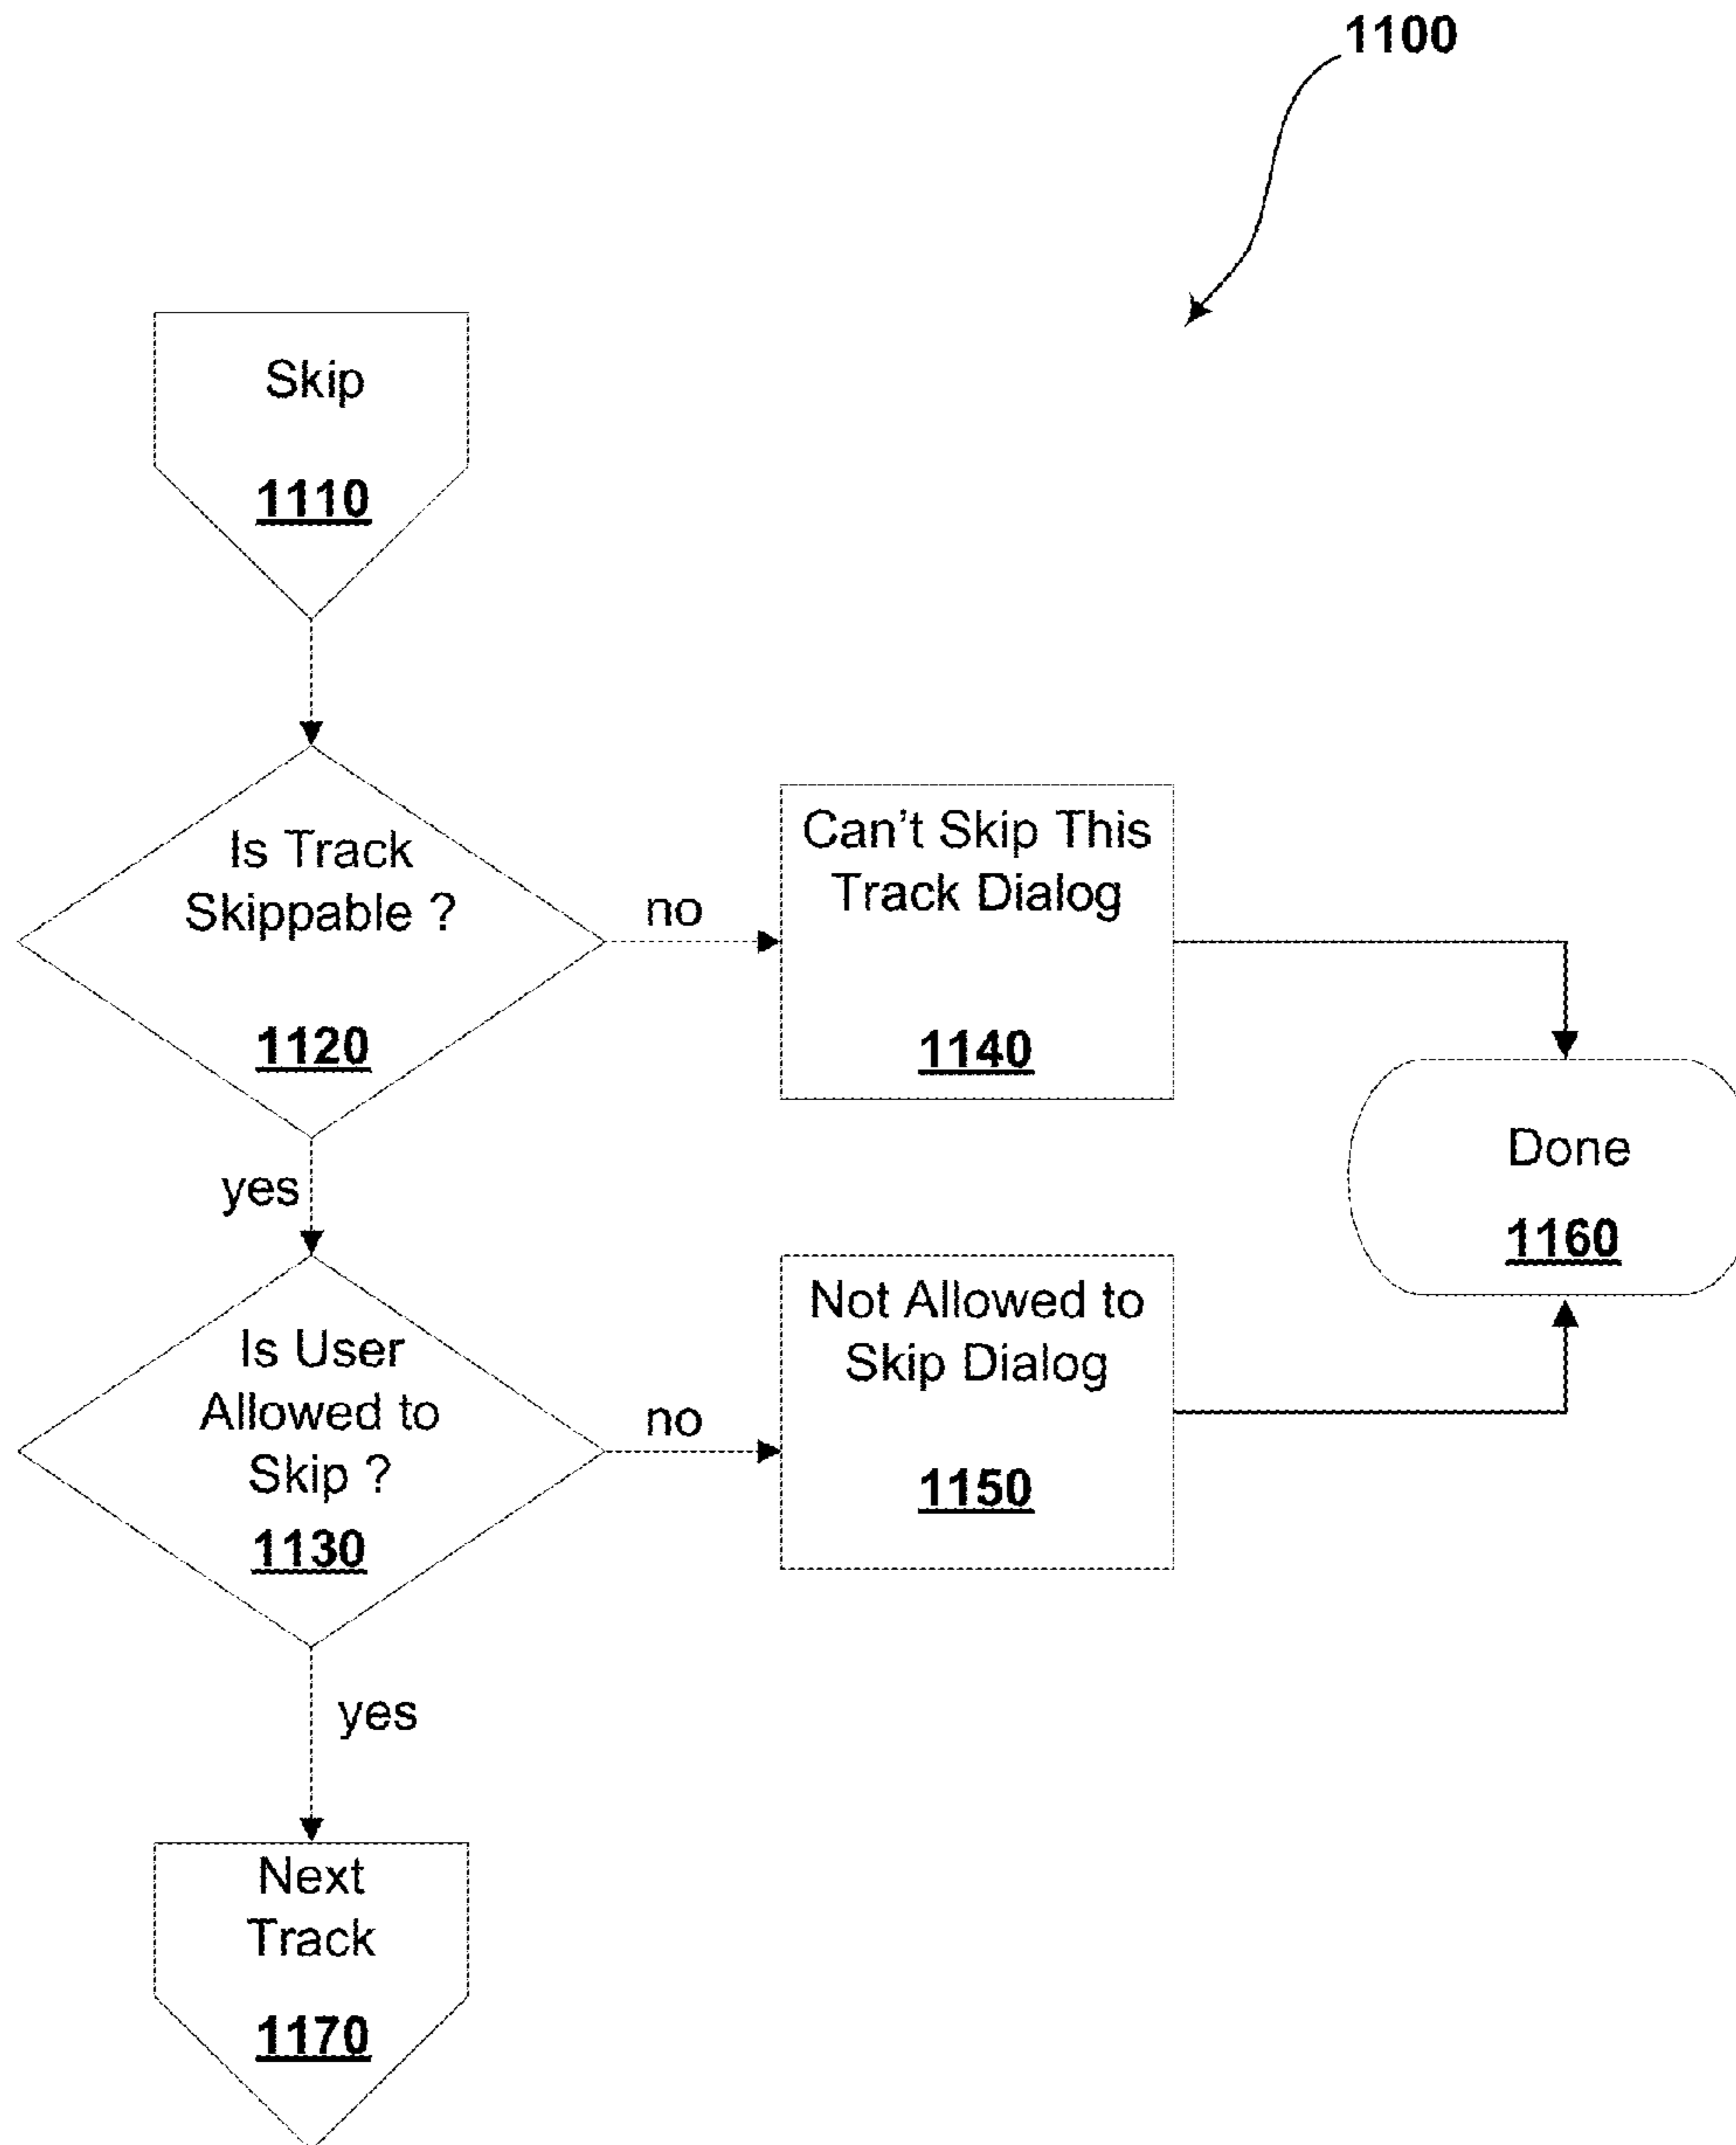 1100
Skip
1110
Is Track
Skippable ?
1120
no
Can't Skip This
Track Dialog
1140
Done
1160
yes
Is User
Allowed to
Skip ?
1130
no
Not Allowed to
Skip Dialog
1150
yes
Next
Track
1170